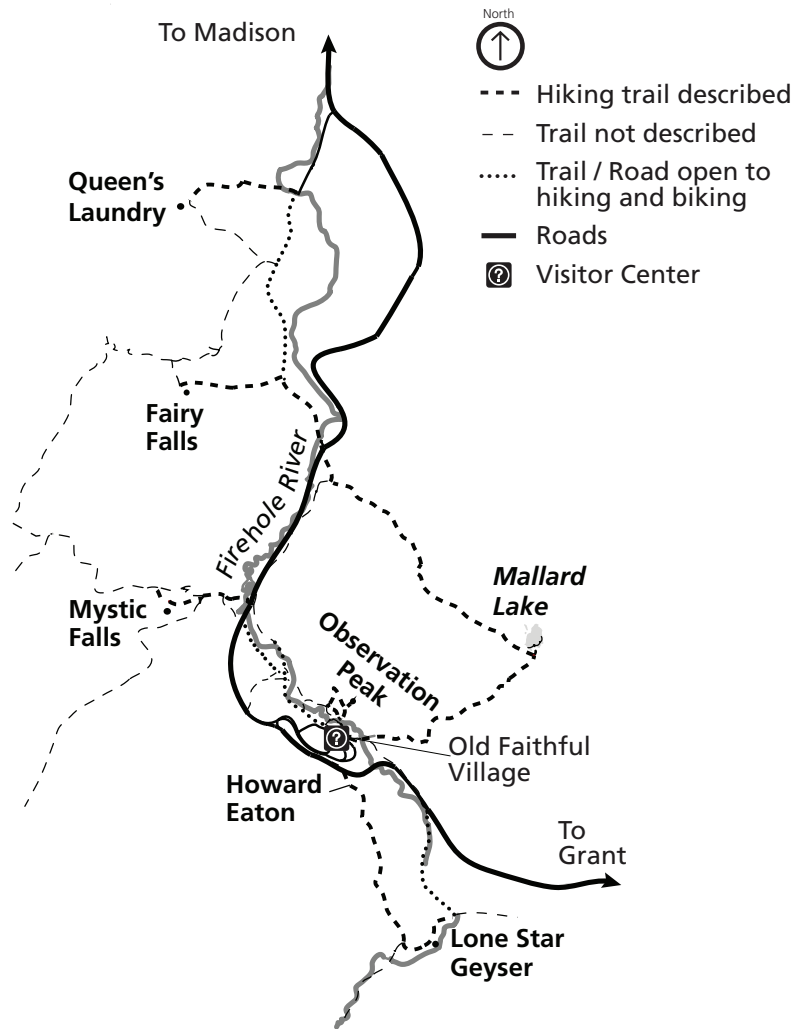 To Madison
North
Hiking trail described
Trail not described
Trail / Road open to
hiking and biking
Roads
?
Visitor Center
Queen's
Laundry
Fairy
Falls
Firehole River
Mallard
Lake
Mystic
Falls
Observation
Peak
?
Old Faithful
Village
Howard
Eaton
To
Grant
Lone Star
Geyser